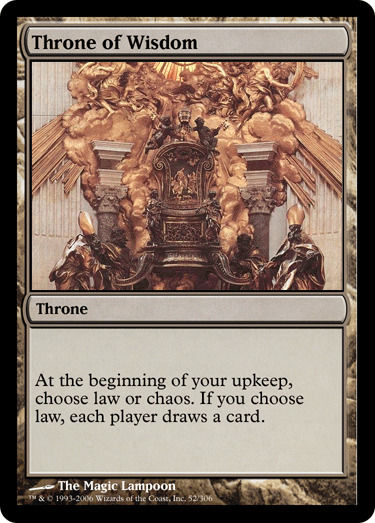 Throne of Wisdom
Throne
At the beginning of your upkeep,
choose law or chaos. If you choose
law, each player draws a card.
The Magic Lampoon
™ & © 1993-2006 Wizards of the Coast, Inc. 52/306